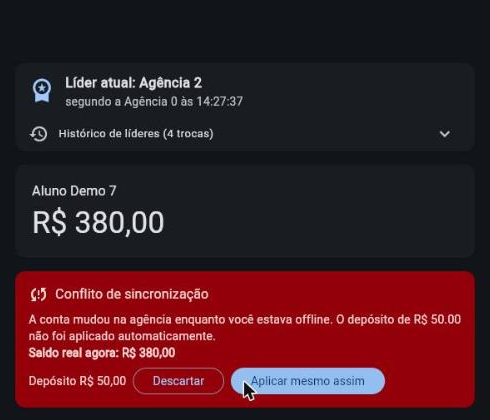 Líder atual: Agência 2
segundo a Agência 0 às 14:27:37
Histórico de líderes (4 trocas)
Aluno Demo 7
R$ 380,00
Conflito de sincronização
A conta mudou na agência enquanto você estava offline. O depósito de R$ 50.00
não foi aplicado automaticamente.
Saldo real agora: R$ 380,00
Depósito R$ 50,00 Descartar Aplicar mesmo assim